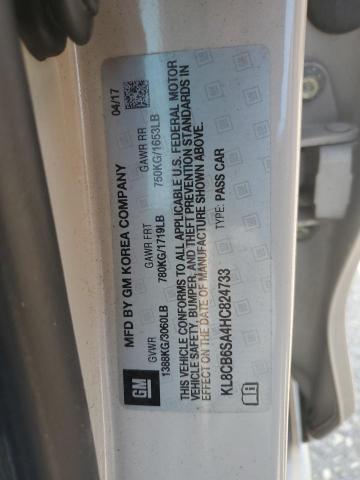 MFD BY GM KOREA COMPANY 04/17
GVWR GAWR FRT GAWR RR
1388KG/3060LB 780KG/1719LB 750KG/1653LB
THIS VEHICLE CONFORMS TO ALL APPLICABLE U.S. FEDERAL MOTOR
VEHICLE SAFETY, BUMPER, AND THEFT PREVENTION STANDARDS IN
EFFECT ON THE DATE OF MANUFACTURE SHOWN ABOVE.
KL8CB6SA4HC824733 TYPE: PASS CAR
GM